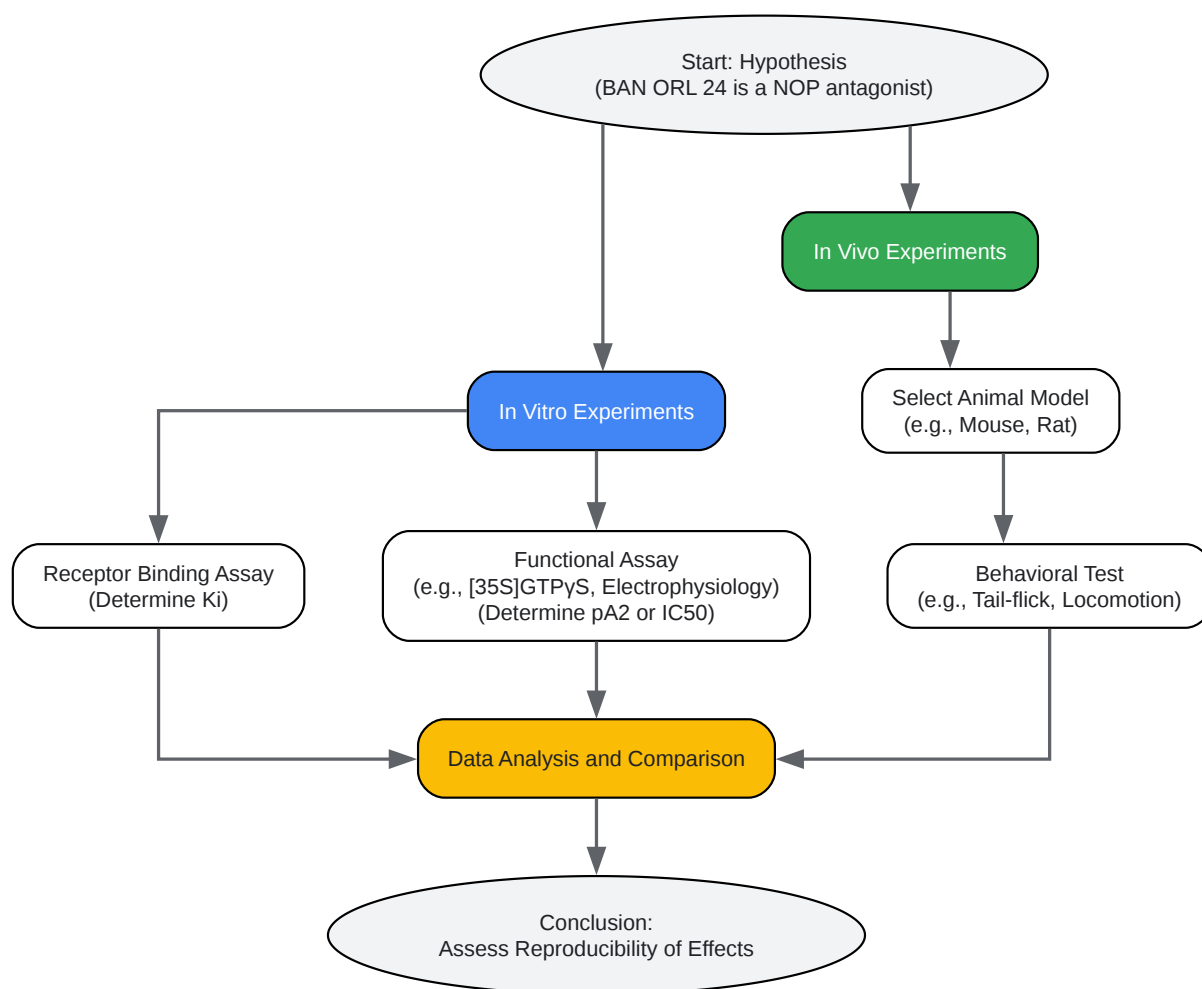 Start: Hypothesis
(BAN ORL 24 is a NOP antagonist)
In Vivo Experiments
In Vitro Experiments
Select Animal Model
(e.g., Mouse, Rat)
Receptor Binding Assay
(Determine Ki)
Functional Assay
(e.g., [35S]GTPγS, Electrophysiology)
(Determine pA2 or IC50)
Behavioral Test
(e.g., Tail-flick, Locomotion)
Data Analysis and Comparison
Conclusion:
Assess Reproducibility of Effects